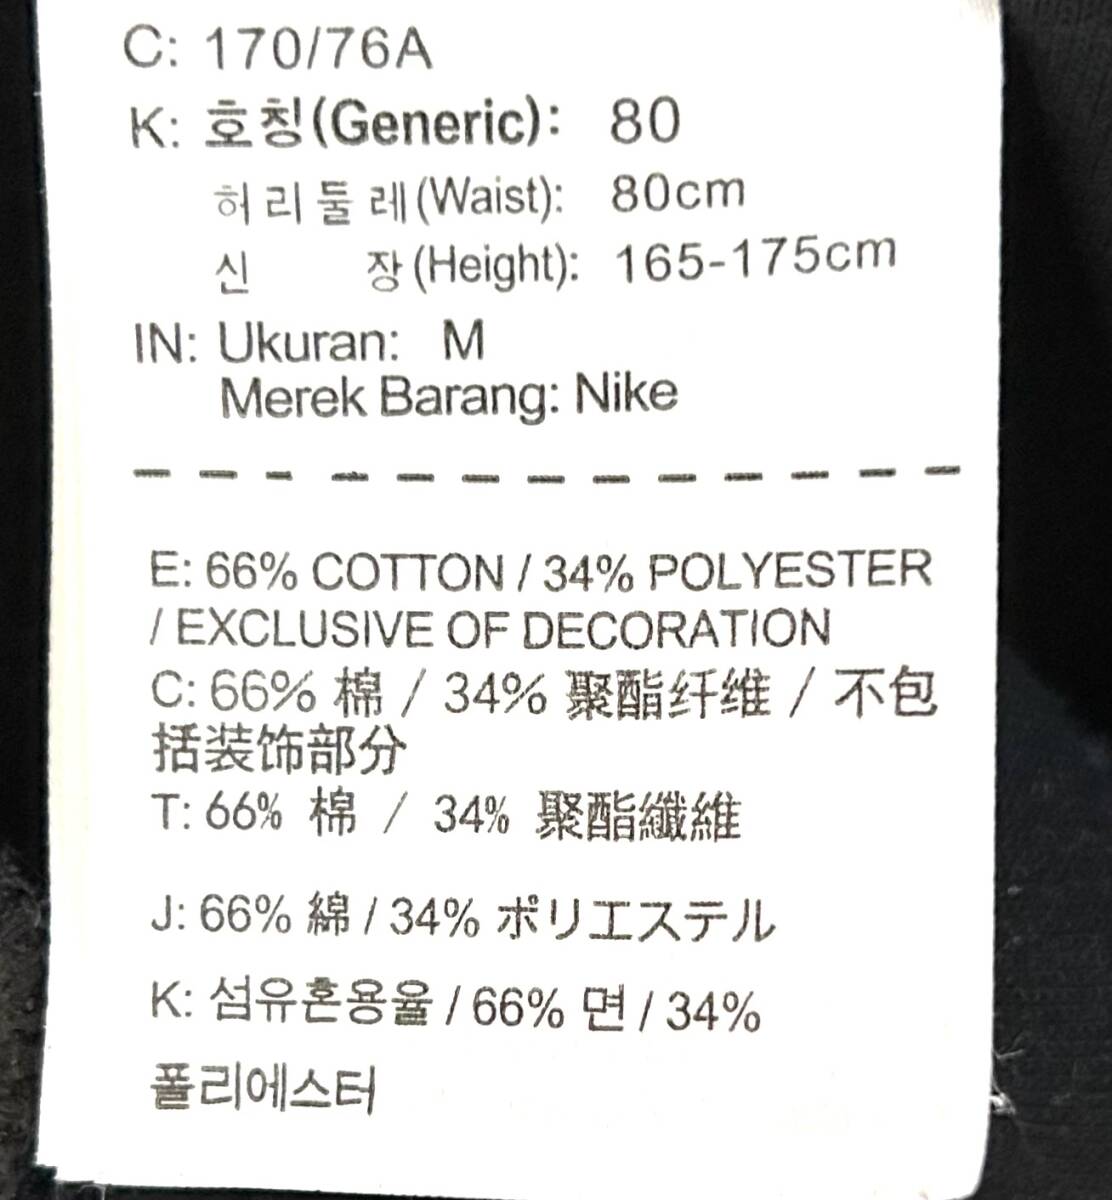 C: 170/76A
K: 호칭(Generic): 80
허리둘레(Waist): 80cm
신 장(Height): 165-175cm
IN: Ukuran: M
Merek Barang: Nike
E: 66% COTTON / 34% POLYESTER
/ EXCLUSIVE OF DECORATION
C: 66% 棉 / 34% 聚酯纤维 / 不包
括装饰部分
T: 66% 棉 / 34% 聚酯纖維
J: 66% 綿 / 34% ポリエステル
K: 섬유혼용율 / 66% 면 / 34%
폴리에스터